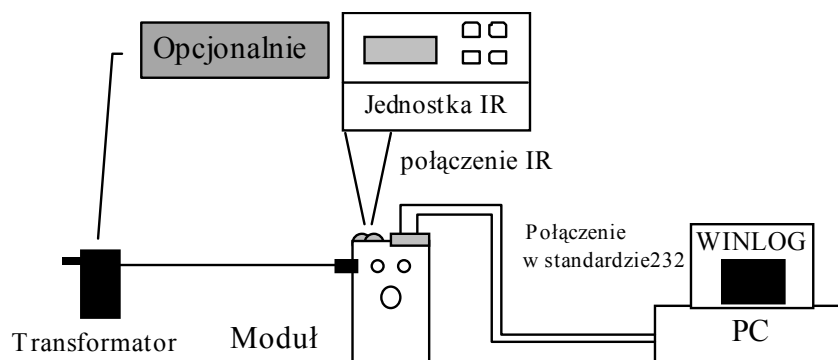 Opcjonalnie
Jednostka IR
połączenie IR
Połączenie
w standardzie232
WINLOG
Transformator
Moduł
PC